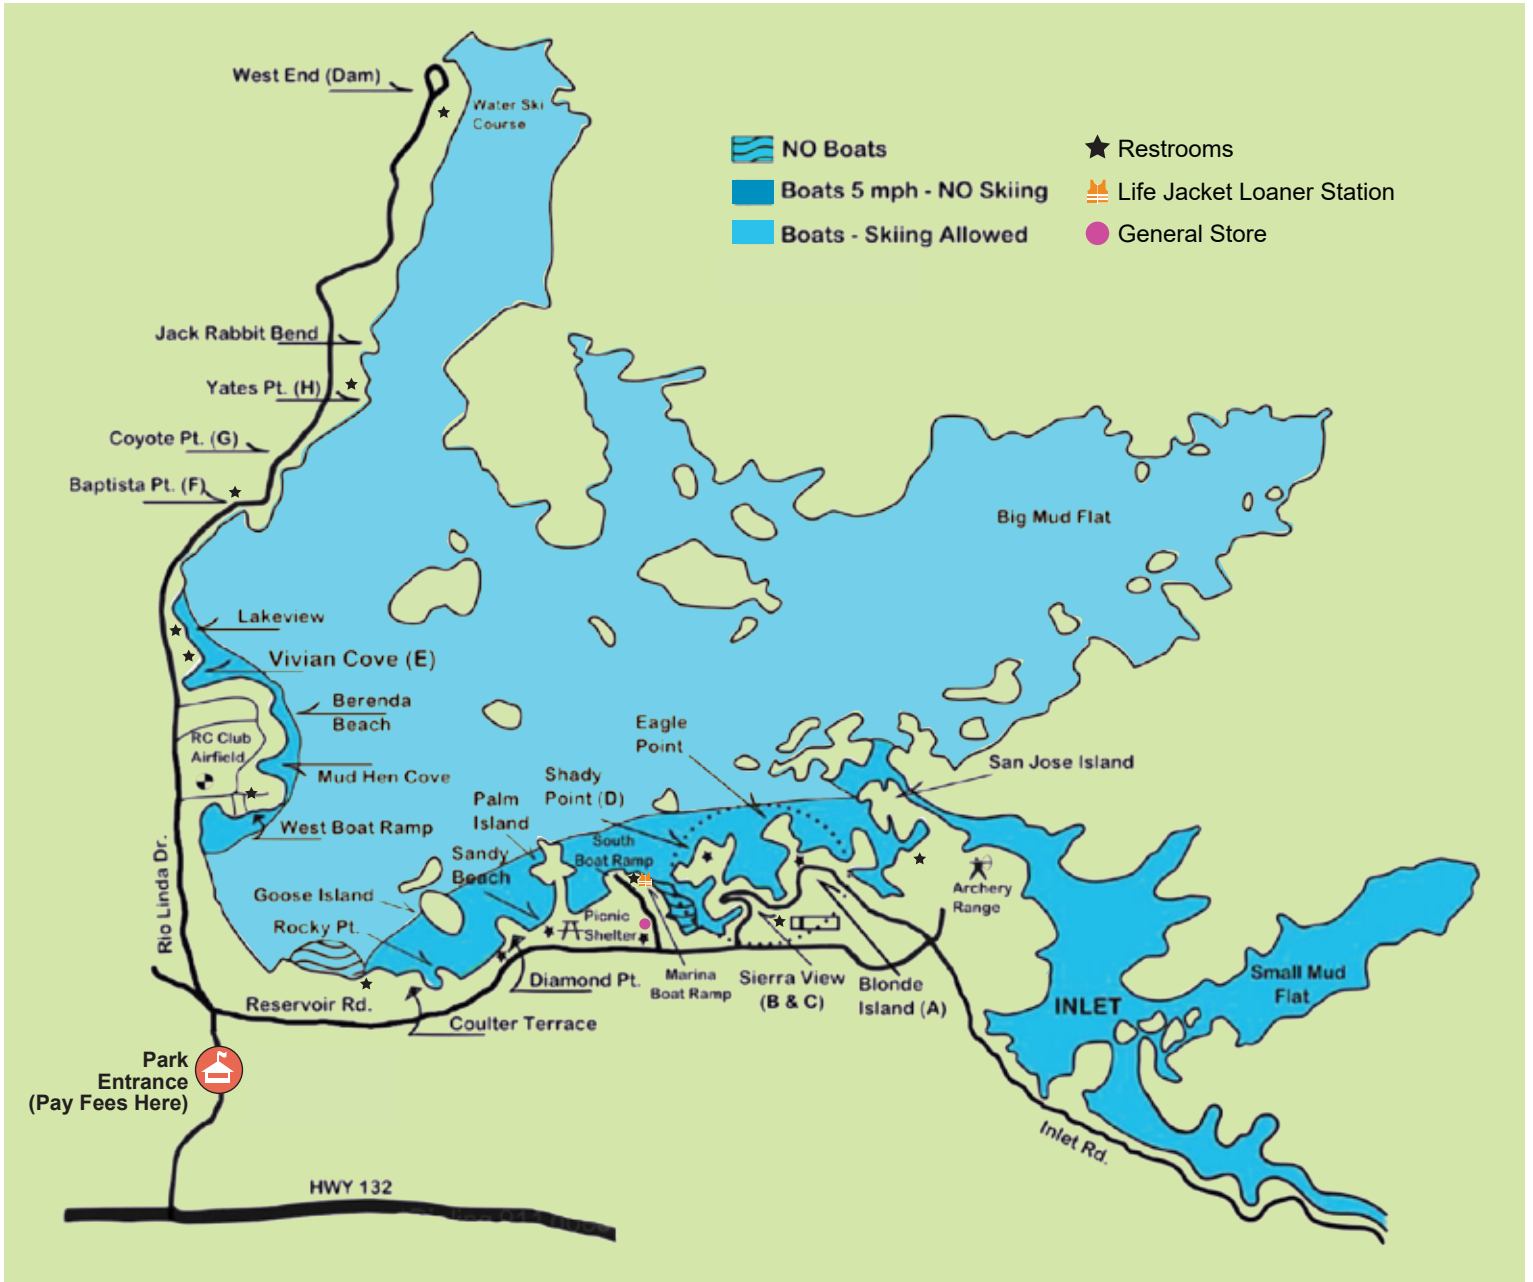 West End (Dam)
Water Ski
Course
NO Boats
Boats 5 mph - NO Skiing
Boats - Skiing Allowed
Restrooms
Life Jacket Loaner Station
General Store
Jack Rabbit Bend
Yates Pt. (H)
Coyote Pt. (G)
Baptista Pt. (F)
Big Mud Flat
Lakeview
Vivian Cove (E)
Berenda
Beach
RC Club
Airfield
Mud Hen Cove
West Boat Ramp
Eagle
Point
Shady
Point (D)
Palm
Island
San Jose Island
South
Boat Ramp
Sandy
Beach
Goose Island
Rocky Pt.
Picnic
Shelter
Archery
Range
Rio Linda Dr.
Reservoir Rd.
Diamond Pt.
Coulter Terrace
Marina
Boat Ramp
Sierra View
(B & C)
Blonde
Island (A)
INLET
Small Mud
Flat
Park
Entrance
(Pay Fees Here)
Inlet Rd.
HWY 132